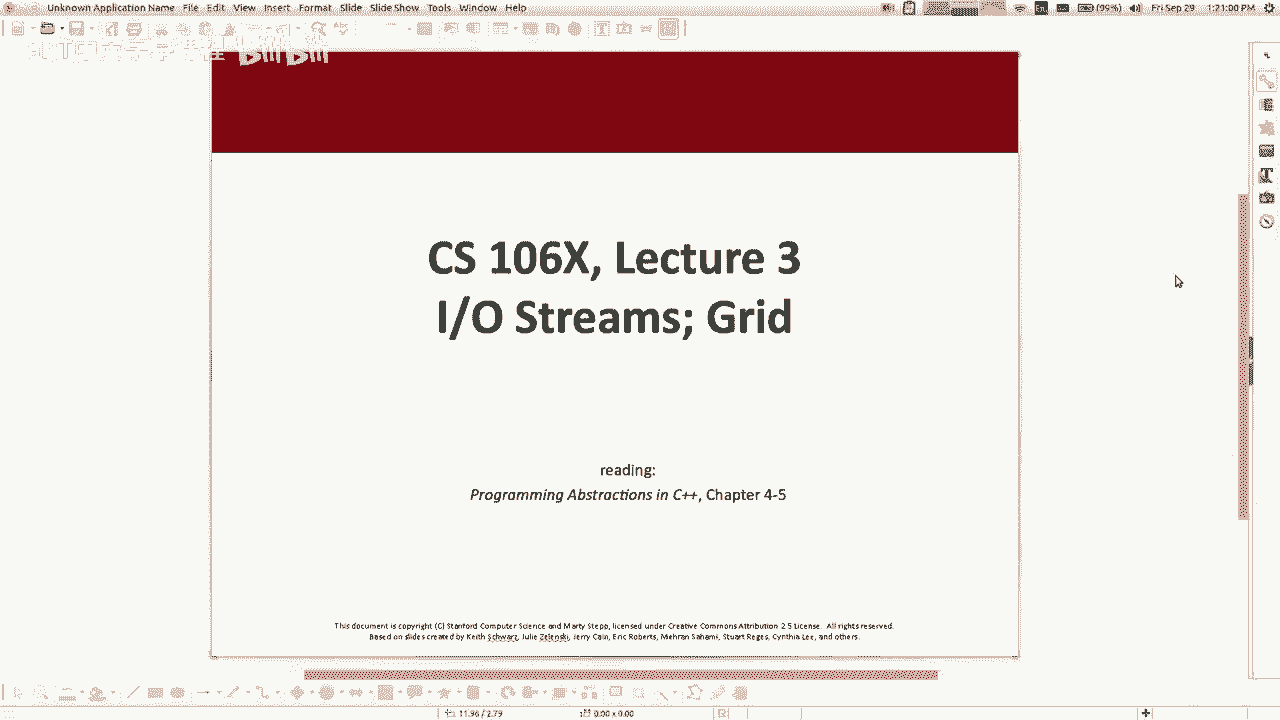 Unknown Application Name File Edit View Insert Format Slide Slide Show Tools Window Help
En
(99%)
Fri Sep 29 1:21:00 PM
CS 106X, Lecture 3
I/O Streams; Grid
reading:
Programming Abstractions in C++, Chapter 4-5
This document is copyright (C) Stanford Computer Science and Marty Stepp, licensed under Creative Commons Attribution 2.5 License. All rights reserved.
Based on slides created by Keith Schwarz, Julie Zelenski, Jerry Cain, Eric Roberts, Mehran Sahami, Stuart Reges, Cynthia Lee, and others.
11.96 / 2.79
0.00 x 0.00